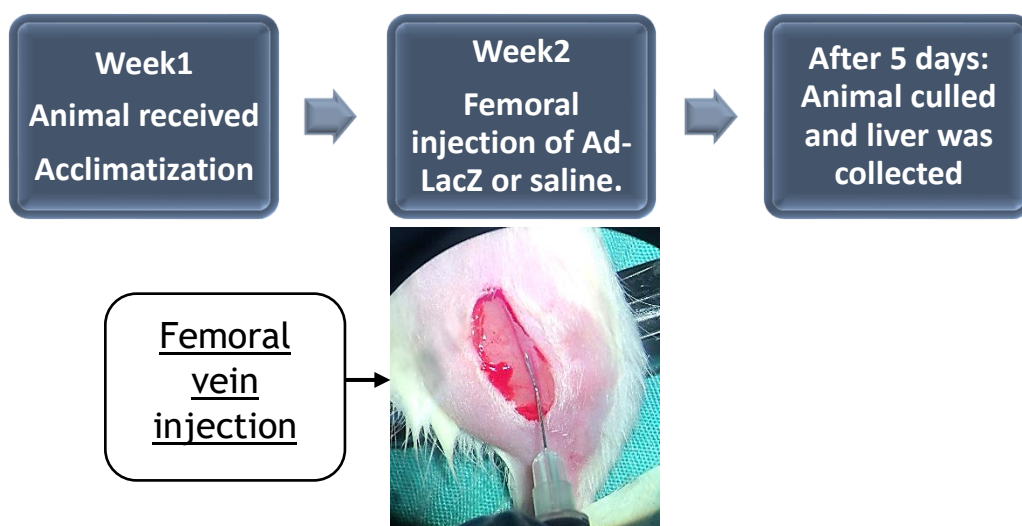 Week1
Animal received
Acclimatization
Week2
Femoral
injection of Ad-
LacZ or saline.
After 5 days:
Animal culled
and liver was
collected
Femoral
vein
injection